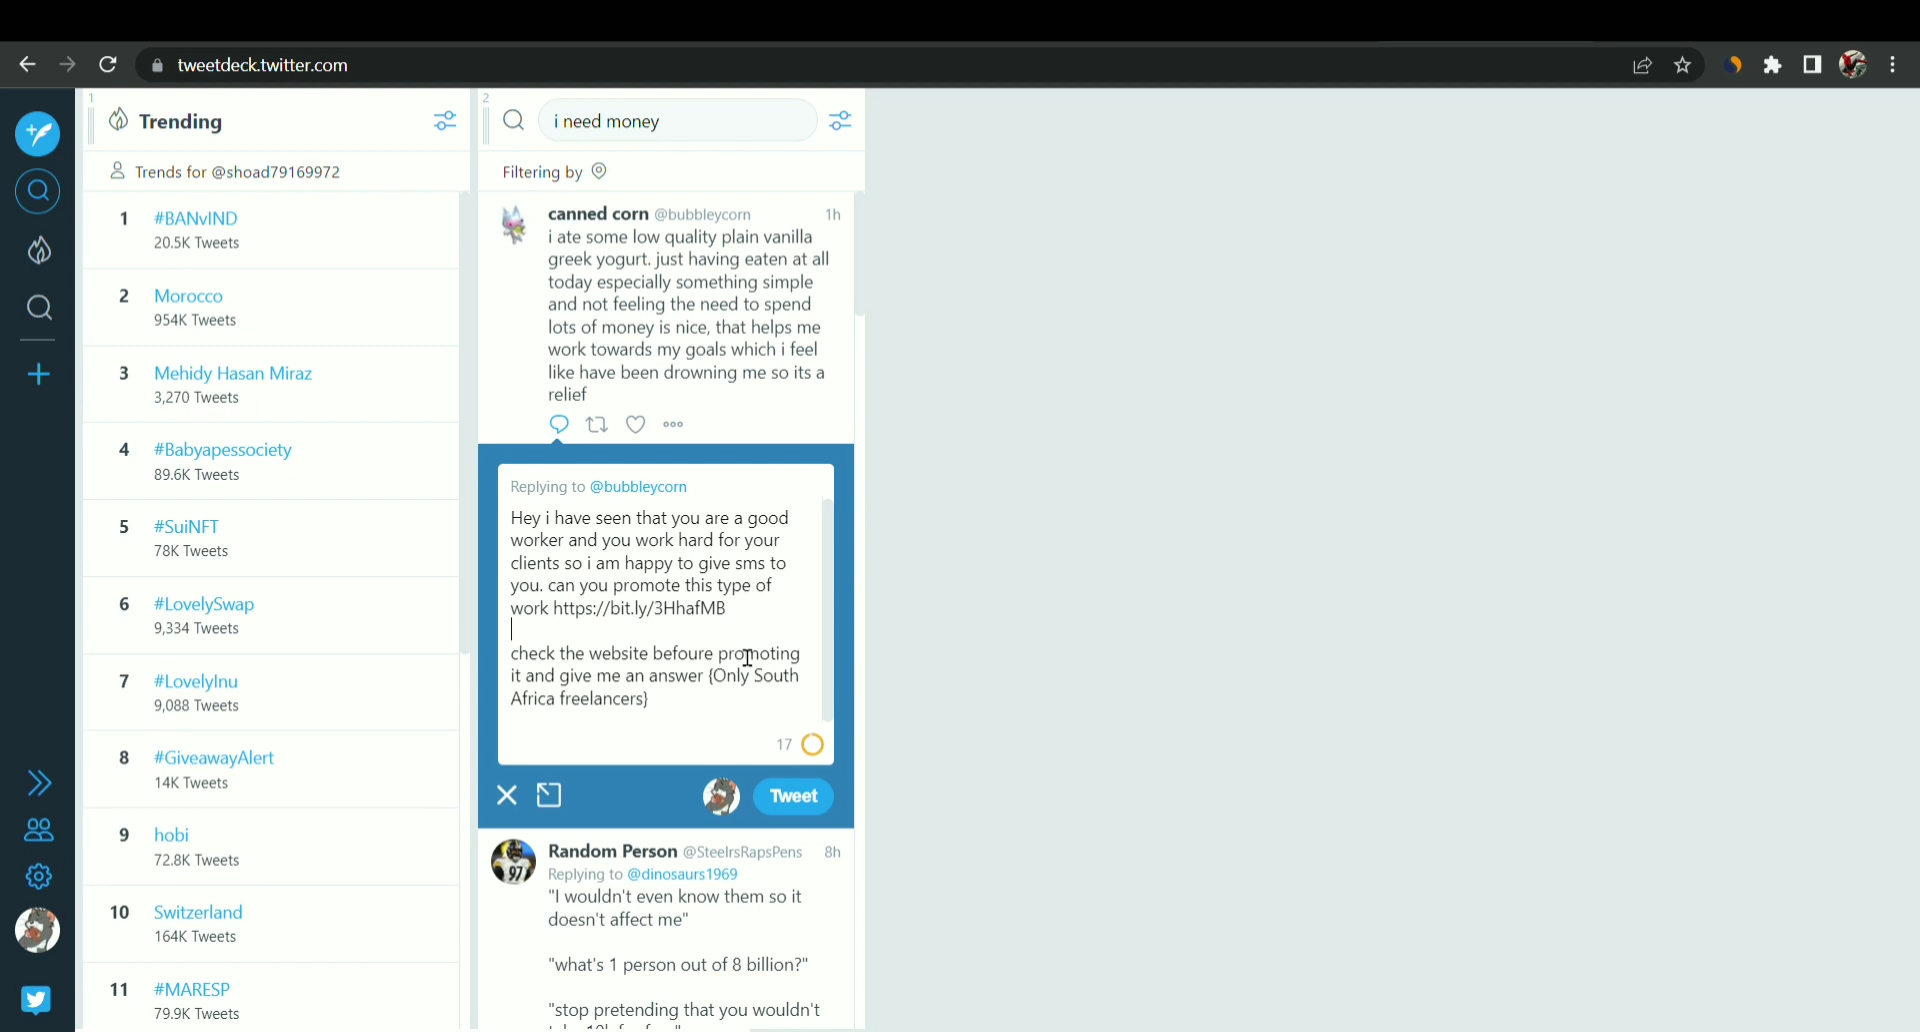 tweetdeck.twitter.com
1
Trending
Trends for @shoad79169972
1 #BANvIND
20.5K Tweets
2 Morocco
954K Tweets
3 Mehidy Hasan Miraz
3,270 Tweets
4 #Babyapessociety
89.6K Tweets
5 #SuiNFT
78K Tweets
6 #LovelySwap
9,334 Tweets
7 #LovelyInu
9,088 Tweets
8 #GiveawayAlert
14K Tweets
9 hobi
72.8K Tweets
10 Switzerland
164K Tweets
11 #MARESP
79.9K Tweets
2
i need money
Filtering by
canned corn @bubbleycorn 1h
i ate some low quality plain vanilla
greek yogurt. just having eaten at all
today especially something simple
and not feeling the need to spend
lots of money is nice, that helps me
work towards my goals which i feel
like have been drowning me so its a
relief
Replying to @bubbleycorn
Hey i have seen that you are a good
worker and you work hard for your
clients so i am happy to give sms to
you. can you promote this type of
work https://bit.ly/3HhafMB
check the website befoure promoting
it and give me an answer {Only South
Africa freelancers}
17
Tweet
Random Person @SteelrsRapsPens 8h
Replying to @dinosaurs1969
"I wouldn't even know them so it
doesn't affect me"
"what's 1 person out of 8 billion?"
"stop pretending that you wouldn't